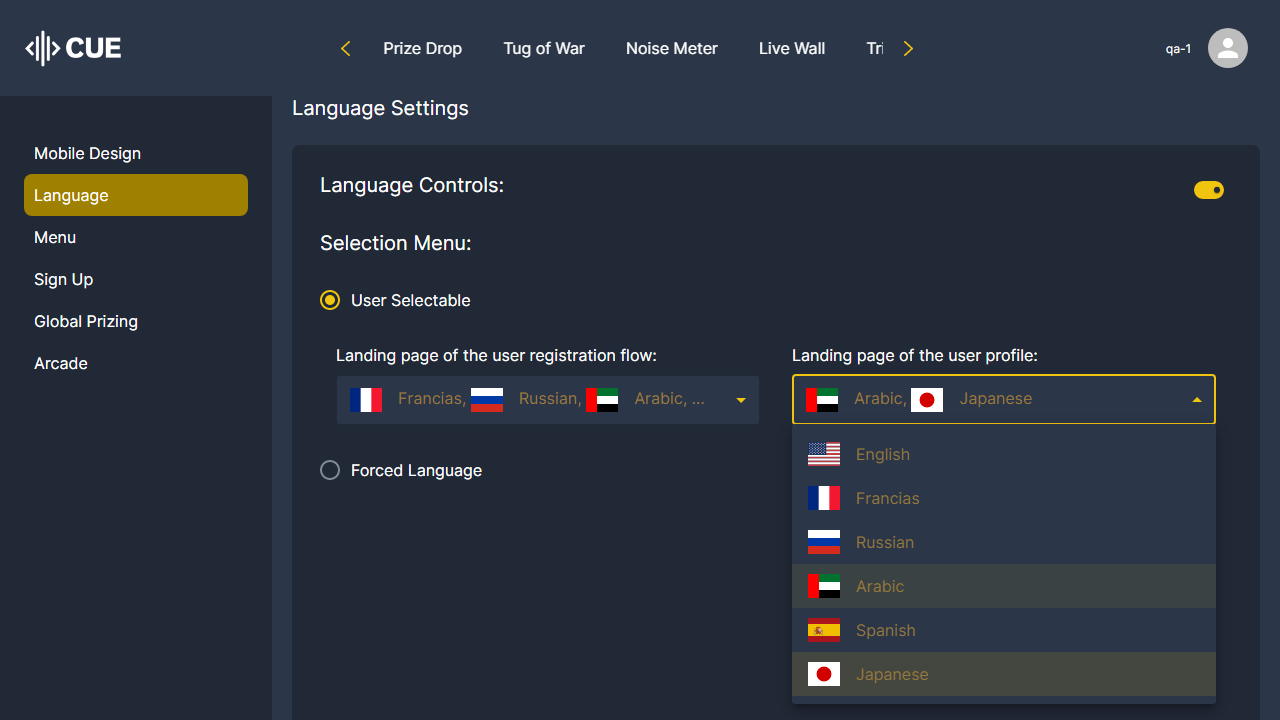 CUE
Prize Drop
Tug of War
Noise Meter
Live Wall
Tri
qa-1
Mobile Design
Language
Menu
Sign Up
Global Prizing
Arcade
Language Settings
Language Controls:
Selection Menu:
User Selectable
Landing page of the user registration flow:
Francias, Russian, Arabic, ...
Forced Language
Landing page of the user profile:
Arabic, Japanese
English
Francias
Russian
Arabic
Spanish
Japanese